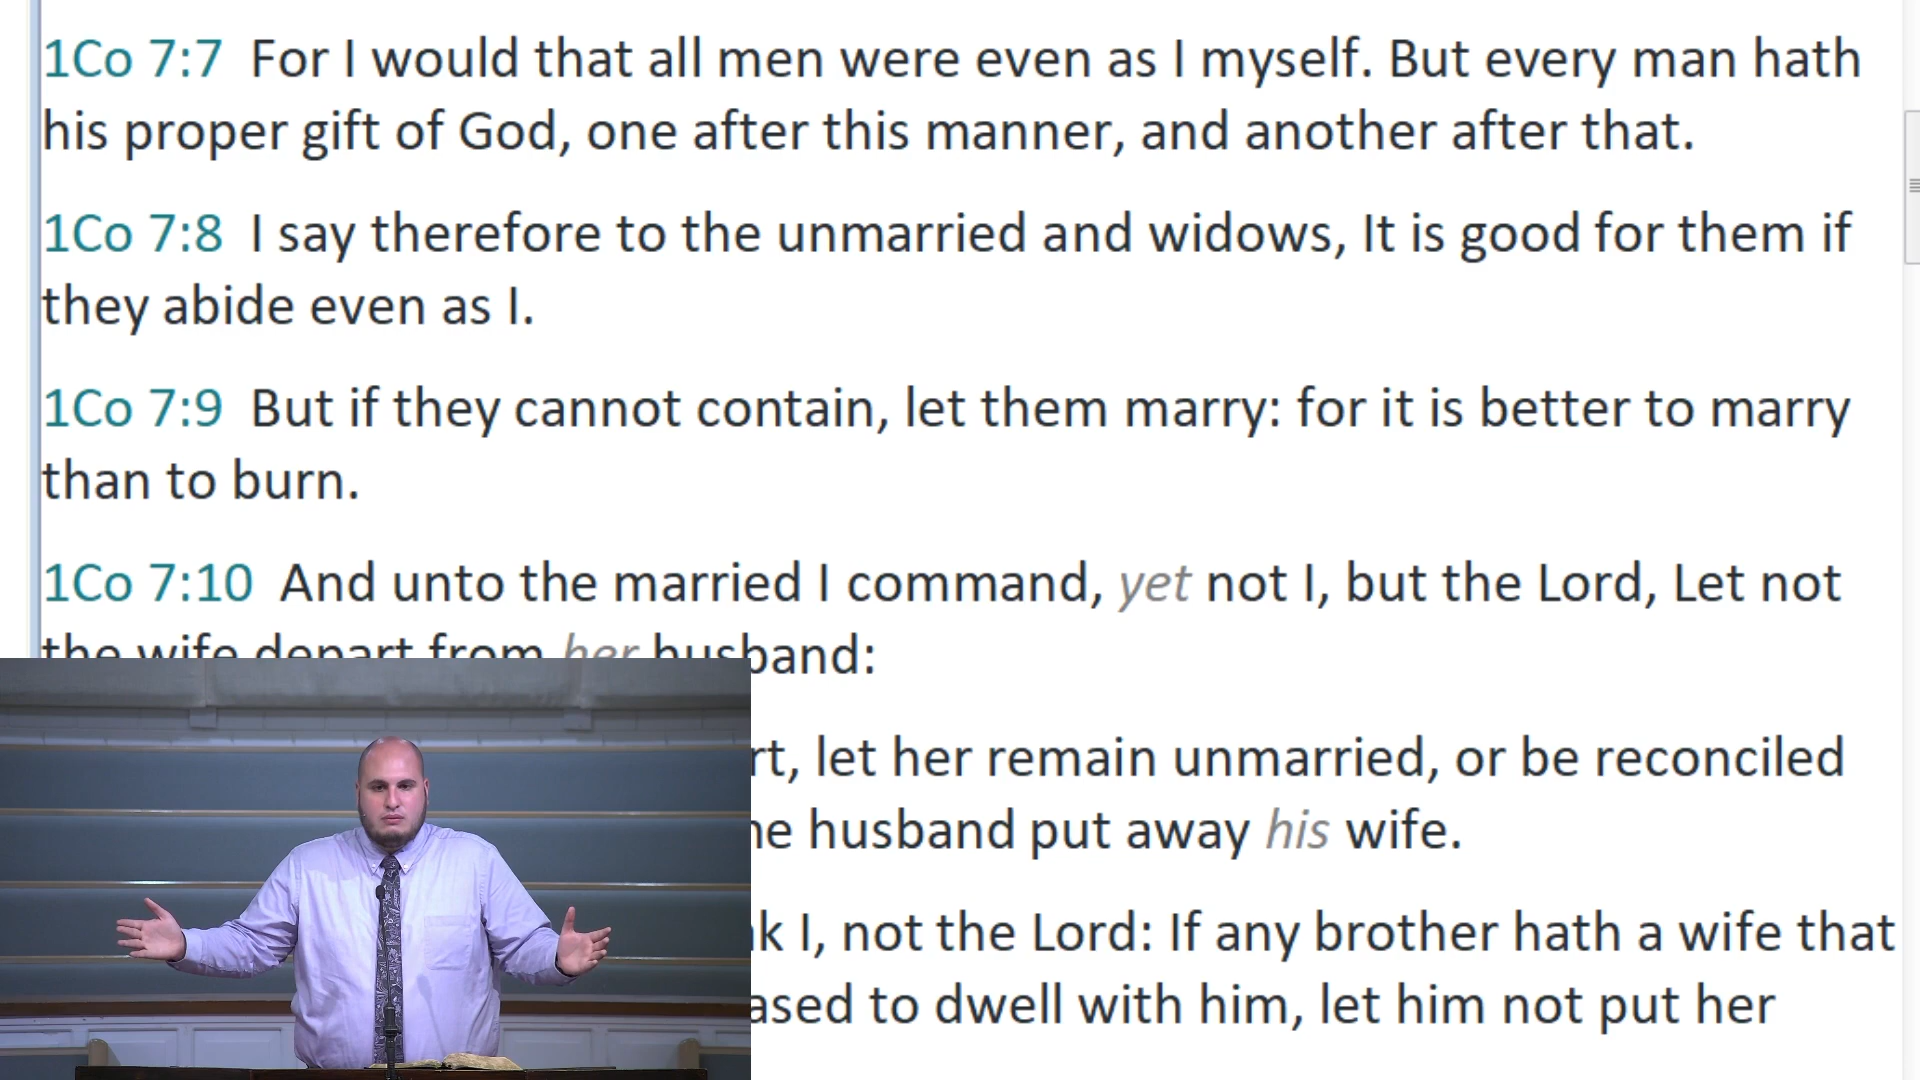 1Co 7:7 For I would that all men were even as I myself. But every man hath
his proper gift of God, one after this manner, and another after that.
1Co 7:8 I say therefore to the unmarried and widows, It is good for them if
they abide even as I.
1Co 7:9 But if they cannot contain, let them marry: for it is better to marry
than to burn.
1Co 7:10 And unto the married I command, yet not I, but the Lord, Let not
the wife depart from her husband:
let her remain unmarried, or be reconciled
husband put away his wife.
I, not the Lord: If any brother hath a wife that
to dwell with him, let him not put her